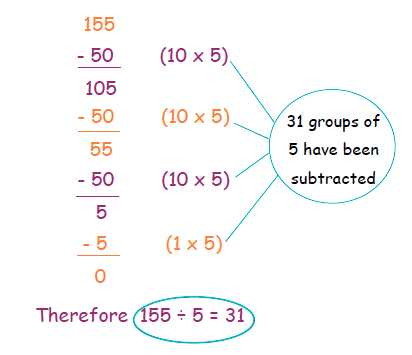 155
- 50 (10 x 5)
105
- 50 (10 x 5)
55
- 50 (10 x 5)
5
- 5 (1 x 5)
0
31 groups of
5 have been
subtracted
Therefore 155 ÷ 5 = 31